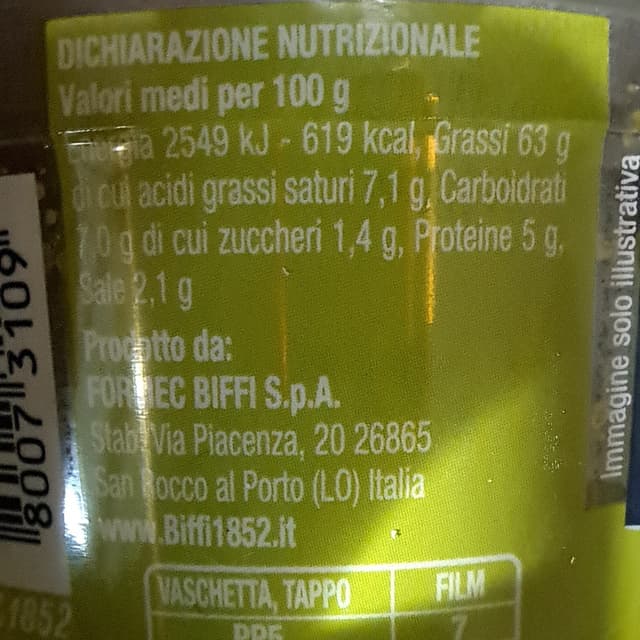 DICHIARAZIONE NUTRIZIONALE
Valori medi per 100 g
Energia 2549 kJ - 619 kcal, Grassi 63 g
di cui acidi grassi saturi 7,1 g, Carboidrati
7,0 g di cui zuccheri 1,4 g, Proteine 5 g,
Sale 2,1 g
Prodotto da:
FORMEC BIFFI S.p.A.
Stab. Via Piacenza, 20 26865
San Rocco al Porto (LO) Italia
www.Biffi1852.it
VASCHETTA, TAPPO FILM
PP5 7
Immagine solo illustrativa
1852